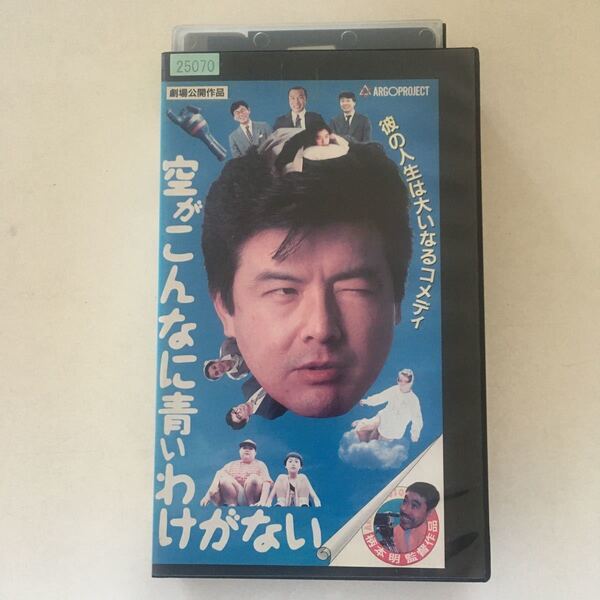 25070
劇場公開作品
ARGOPROJECT
彼の人生は大いなるコメディ
空がこんなに青いわけがない
柄本明監督作品